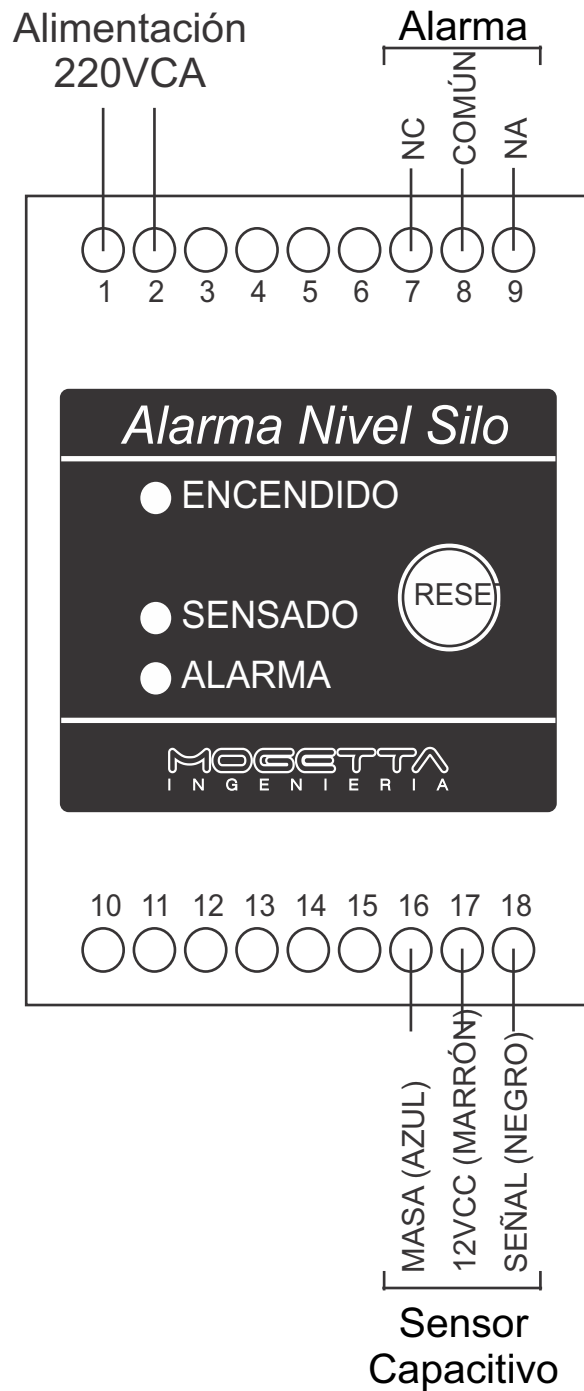 Alimentación
220VCA
Alarma
NC
COMÚN
NA
1 2 3 4 5 6 7 8 9
Alarma Nivel Silo
ENCENDIDO
RESET
SENSADO
ALARMA
MOGETTA
INGENIERIA
10 11 12 13 14 15 16 17 18
MASA (AZUL)
12VCC (MARRÓN)
SEÑAL (NEGRO)
Sensor
Capacitivo